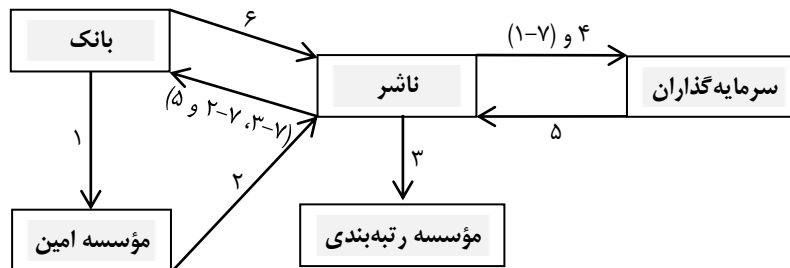 ۶
بانک
۴ و (۷–۱)
ناشر
سرمایه‌گذاران
(۷–۳، ۷–۲ و ۵)
۵
۱
۳
۲
مؤسسه امین
مؤسسه رتبه‌بندی